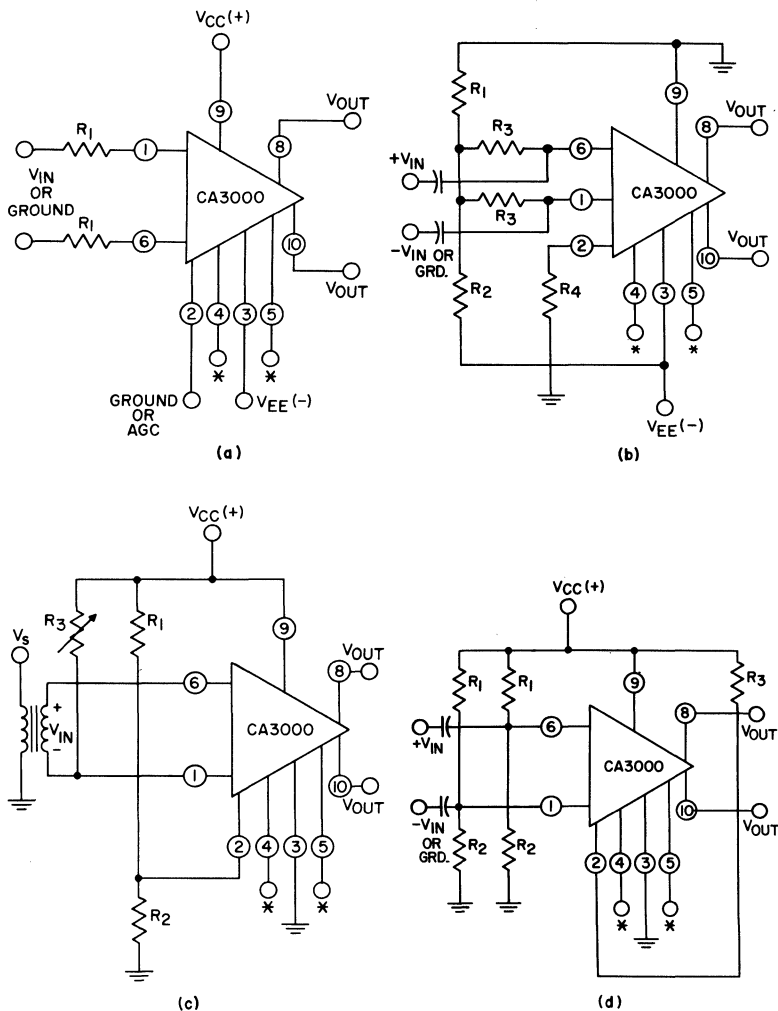 VCC(+)
9
VOUT
8
R1
1
VIN
OR
GROUND
CA3000
R1
6
10
VOUT
2
4
3
5
*
*
GROUND
OR
AGC
VEE(-)
(a)
R1
9
VOUT
8
R3
+VIN
6
CA3000
R3
1
-VIN OR
GRD.
2
10
VOUT
R2
R4
4
3
5
*
*
VEE(-)
(b)
VCC(+)
R3
R1
9
VS
VOUT
8
6
+
VIN
-
CA3000
1
10
VOUT
2
4
3
5
*
*
R2
(c)
VCC(+)
R1
R1
9
R3
8
VOUT
+VIN
6
CA3000
-VIN
OR
GRD.
1
10
VOUT
R2
R2
2
4
3
5
*
*
(d)